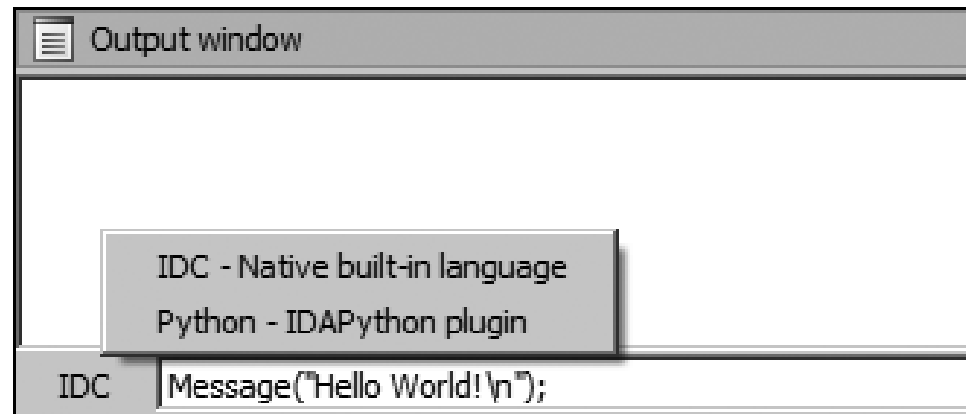 Output window
IDC - Native built-in language
Python - IDAPython plugin
IDC Message("Hello World!\n");